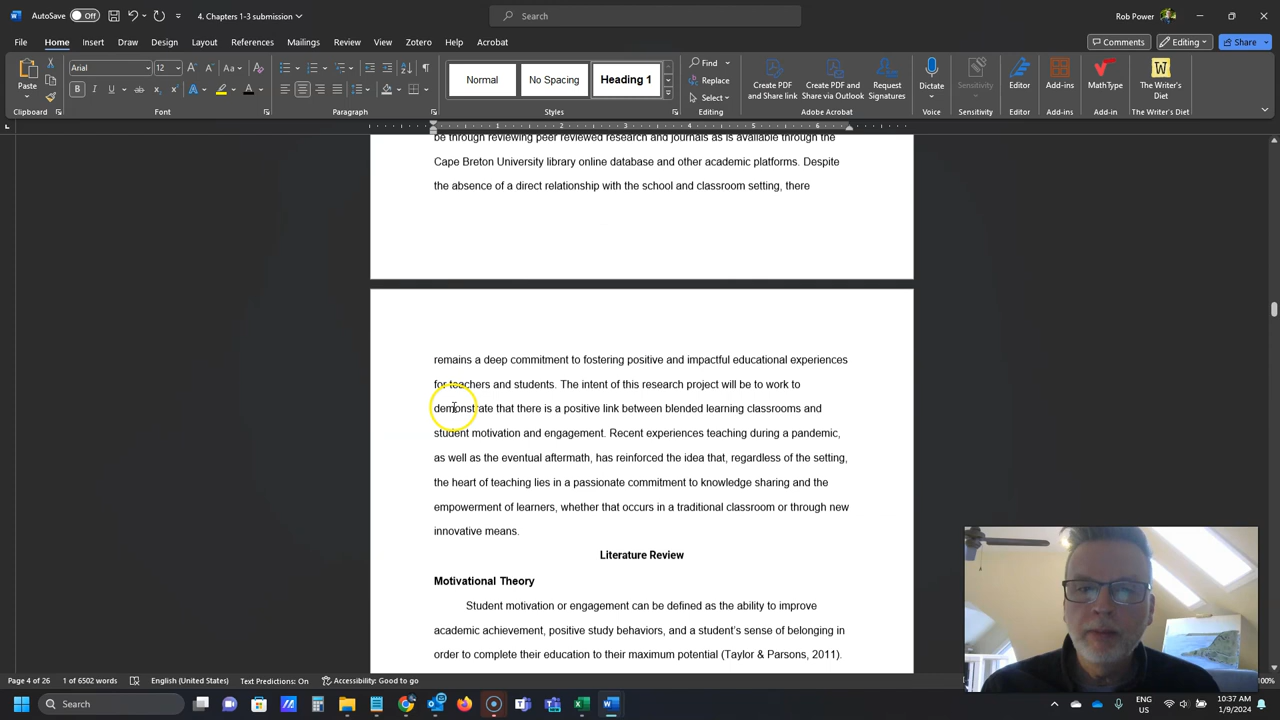 AutoSave Off 4. Chapters 1-3 submission Search Rob Power
File Home Insert Draw Design Layout References Mailings Review View Zotero Help Acrobat Comments Editing Share
Paste Arial 12 Normal No Spacing Heading 1 Find Replace Select Create PDF and Share link Create PDF and Share via Outlook Request Signatures Dictate Sensitivity Editor Add-ins MathType The Writer's Diet
Clipboard Font Paragraph Styles Editing Adobe Acrobat Voice Sensitivity Editor Add-ins Add-in The Writer's Diet
1 2 3 4 5 6
be through reviewing peer reviewed research and journals as is available through the
Cape Breton University library online database and other academic platforms. Despite
the absence of a direct relationship with the school and classroom setting, there
remains a deep commitment to fostering positive and impactful educational experiences
for teachers and students. The intent of this research project will be to work to
demonstrate that there is a positive link between blended learning classrooms and
student motivation and engagement. Recent experiences teaching during a pandemic,
as well as the eventual aftermath, has reinforced the idea that, regardless of the setting,
the heart of teaching lies in a passionate commitment to knowledge sharing and the
empowerment of learners, whether that occurs in a traditional classroom or through new
innovative means.
Literature Review
Motivational Theory
Student motivation or engagement can be defined as the ability to improve
academic achievement, positive study behaviors, and a student's sense of belonging in
order to complete their education to their maximum potential (Taylor & Parsons, 2011).
Page 4 of 26 1 of 6502 words English (United States) Text Predictions: On Accessibility: Good to go 100%
Search ENG US 10:37 AM 1/9/2024